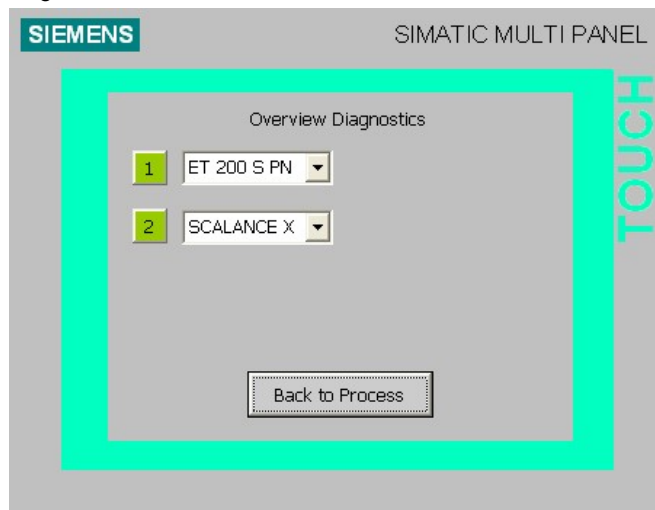 SIEMENS
SIMATIC MULTI PANEL
TOUCH
Overview Diagnostics
1 ET 200 S PN
2 SCALANCE X
Back to Process